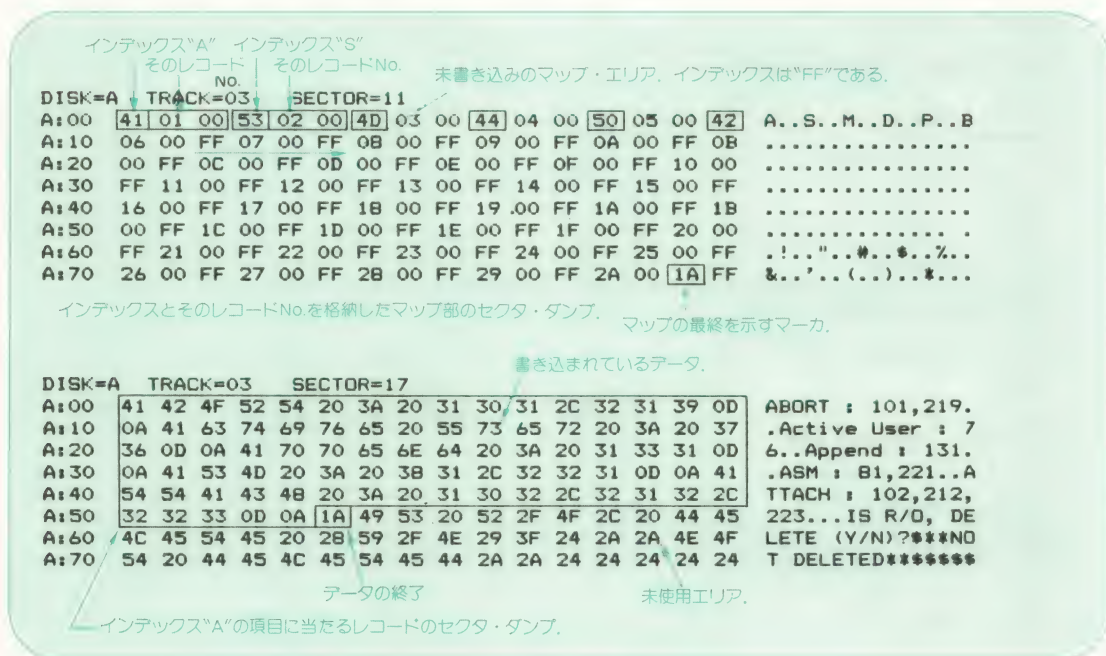 インデックス“A” インデックス“S”
そのレコード そのレコードNo.
No.
未書き込みのマップ・エリア．インデックスは“FF”である．
DISK=A TRACK=03 SECTOR=11
A:00 41 01 00 53 02 00 4D 03 00 44 04 00 50 05 00 42 A..S..M..D..P..B
A:10 06 00 FF 07 00 FF 08 00 FF 09 00 FF 0A 00 FF 0B ................
A:20 00 FF 0C 00 FF 0D 00 FF 0E 00 FF 0F 00 FF 10 00 ................
A:30 FF 11 00 FF 12 00 FF 13 00 FF 14 00 FF 15 00 FF ................
A:40 16 00 FF 17 00 FF 18 00 FF 19 .00 FF 1A 00 FF 1B ................
A:50 00 FF 1C 00 FF 1D 00 FF 1E 00 FF 1F 00 FF 20 00 ................
A:60 FF 21 00 FF 22 00 FF 23 00 FF 24 00 FF 25 00 FF .!.."..#..$..%..
A:70 26 00 FF 27 00 FF 28 00 FF 29 00 FF 2A 00 1A FF &..'..(..)..*...
インデックスとそのレコードNo.を格納したマップ部のセクタ・ダンプ．
マップの最終を示すマーカ．
書き込まれているデータ．
DISK=A TRACK=03 SECTOR=17
A:00 41 42 4F 52 54 20 3A 20 31 30 31 2C 32 31 39 0D ABORT : 101,219.
A:10 0A 41 63 74 69 76 65 20 55 73 65 72 20 3A 20 37 .Active User : 7
A:20 36 0D 0A 41 70 70 65 6E 64 20 3A 20 31 33 31 0D 6..Append : 131.
A:30 0A 41 53 4D 20 3A 20 38 31 2C 32 32 31 0D 0A 41 .ASM : 81,221..A
A:40 54 54 41 43 48 20 3A 20 31 30 32 2C 32 31 32 2C TTACH : 102,212,
A:50 32 32 33 0D 0A 1A 49 53 20 52 2F 4F 2C 20 44 45 223...IS R/O, DE
A:60 4C 45 54 45 20 28 59 2F 4E 29 3F 24 2A 2A 4E 4F LETE (Y/N)?$**NO
A:70 54 20 44 45 4C 45 54 45 44 2A 2A 24 24 24 24 24 T DELETED**$$$$$
データの終了
未使用エリア．
インデックス“A”の項目に当たるレコードのセクタ・ダンプ．